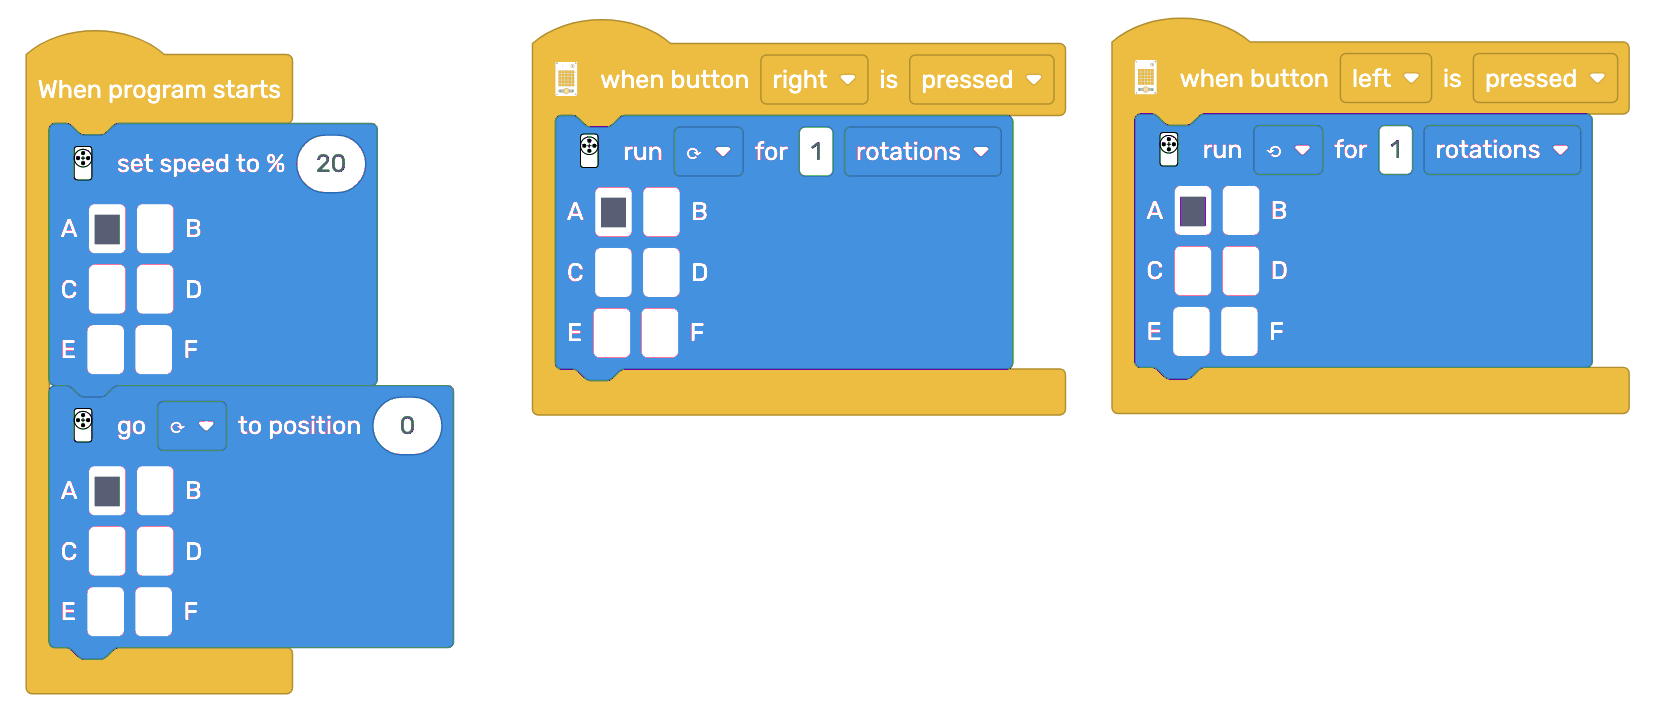 When program starts
set speed to % 20
A B
C D
E F
go to position 0
A B
C D
E F
when button right is pressed
run for 1 rotations
A B
C D
E F
when button left is pressed
run for 1 rotations
A B
C D
E F